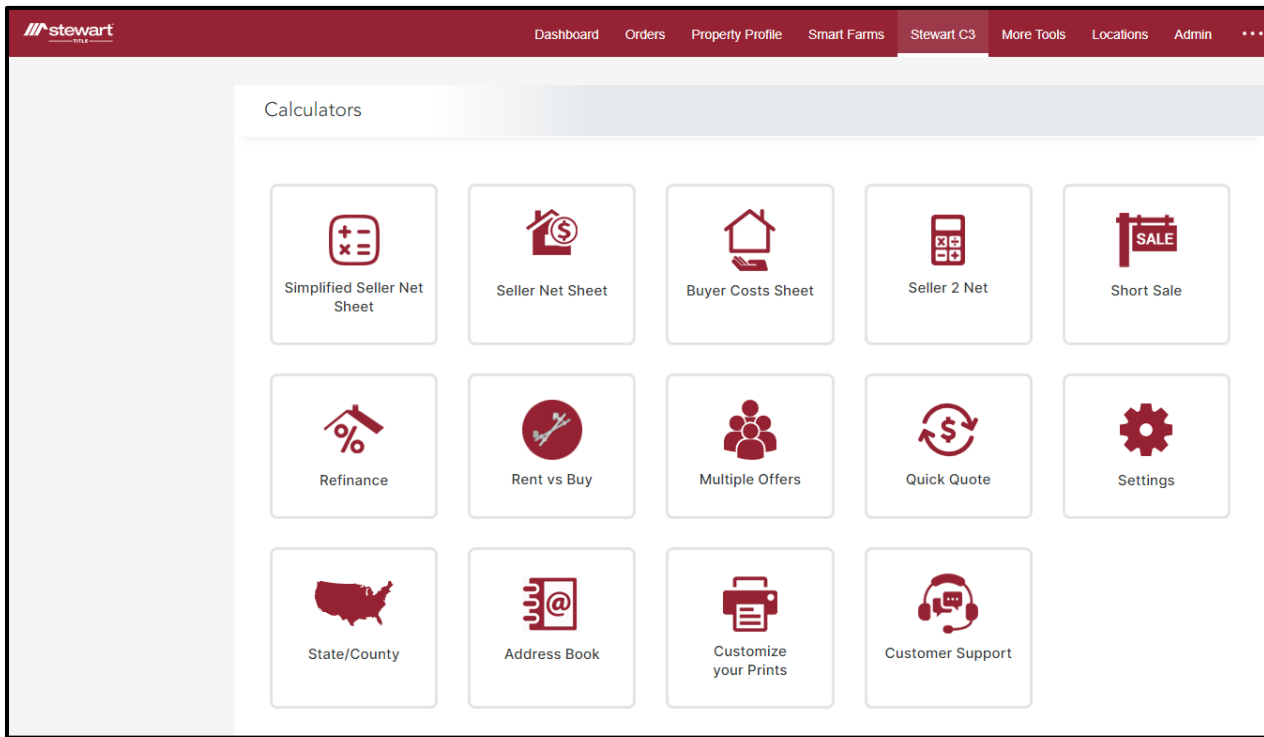 stewart
TITLE
Dashboard Orders Property Profile Smart Farms Stewart C3 More Tools Locations Admin
Calculators
Simplified Seller Net
Sheet
Seller Net Sheet
Buyer Costs Sheet
Seller 2 Net
SALE
Short Sale
Refinance
Rent vs Buy
Multiple Offers
Quick Quote
Settings
State/County
Address Book
Customize
your Prints
Customer Support